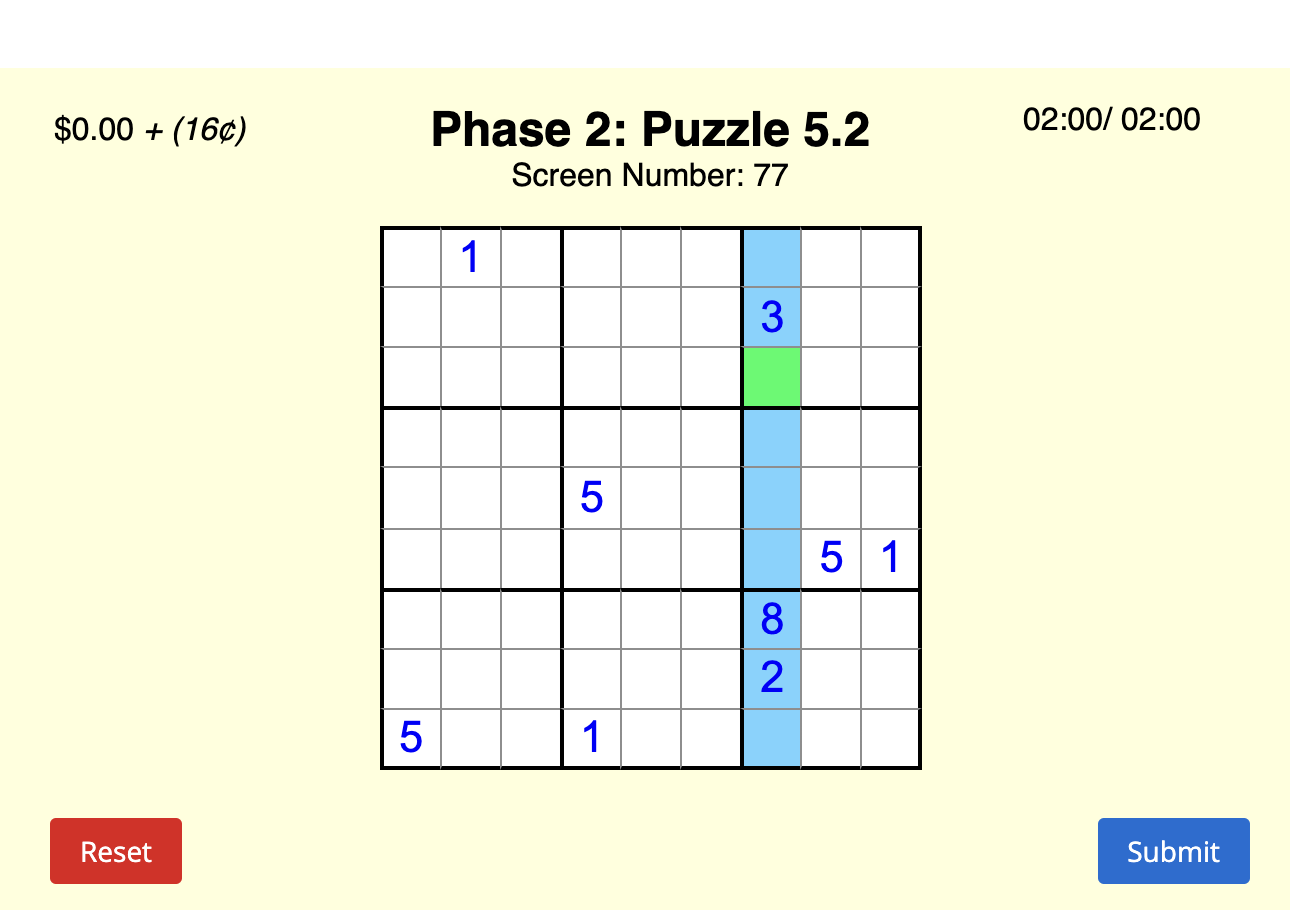 $0.00 + (16¢)
Phase 2: Puzzle 5.2
02:00/ 02:00
Screen Number: 77
1
3
5
5 1
8
2
5 1
Reset
Submit